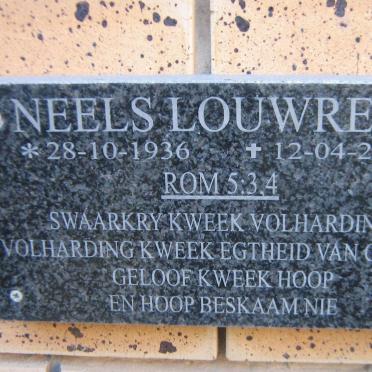 NEELS LOUWRE
* 28-10-1936 ✝ 12-04-2
ROM 5:3,4
SWAARKRY KWEEK VOLHARDIN
VOLHARDING KWEEK EGTHEID VAN
GELOOF KWEEK HOOP
EN HOOP BESKAAM NIE